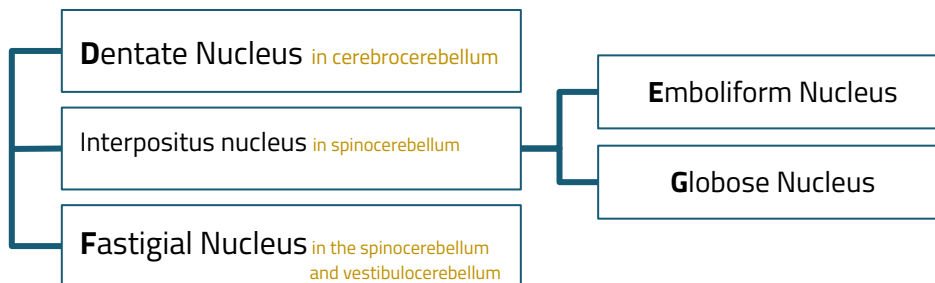 Dentate Nucleus in cerebrocerebellum
Interpositus nucleus in spinocerebellum
Fastigial Nucleus in the spinocerebellum
and vestibulocerebellum
Emboliform Nucleus
Globose Nucleus